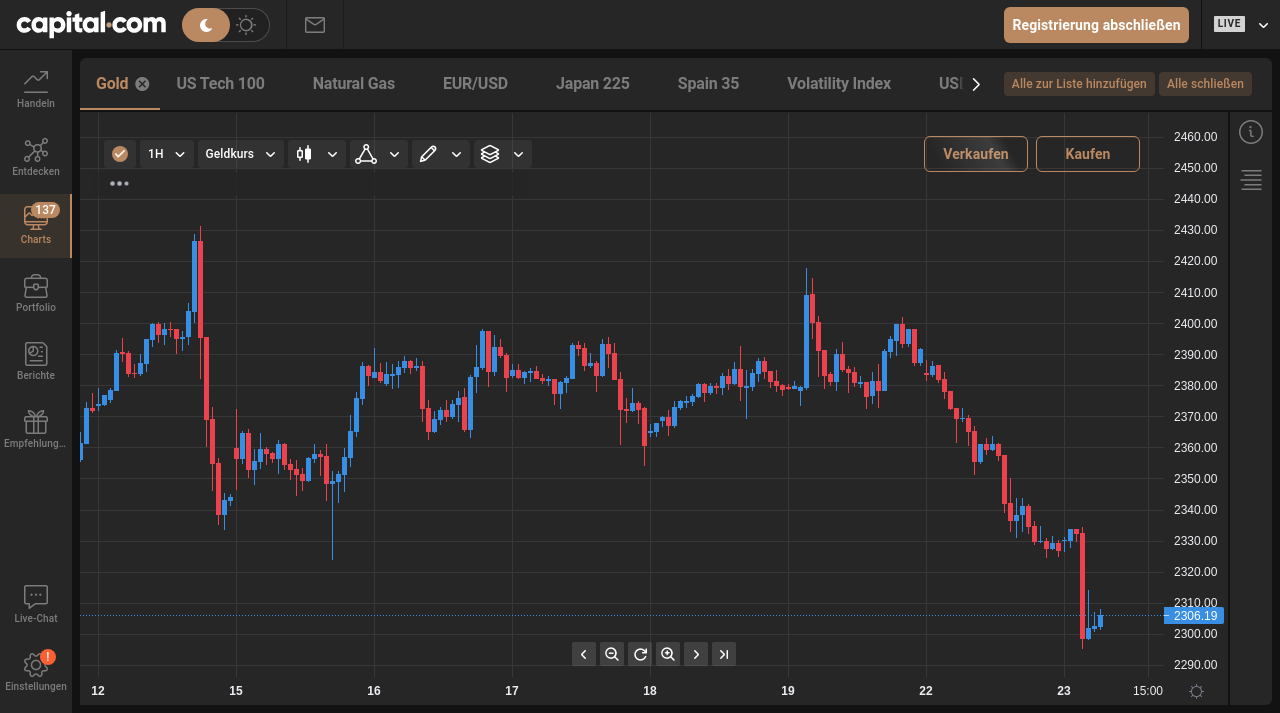 capital.com
Registrierung abschließen
LIVE
Handeln
Entdecken
137
Charts
Portfolio
Berichte
Empfehlung...
Live-Chat
!
Einstellungen
Gold
US Tech 100
Natural Gas
EUR/USD
Japan 225
Spain 35
Volatility Index
Alle zur Liste hinzufügen
Alle schließen
1H
Geldkurs
Verkaufen
Kaufen
2460.00
2450.00
2440.00
2430.00
2420.00
2410.00
2400.00
2390.00
2380.00
2370.00
2360.00
2350.00
2340.00
2330.00
2320.00
2310.00
2306.19
2300.00
2290.00
12 15 16 17 18 19 22 23 15:00